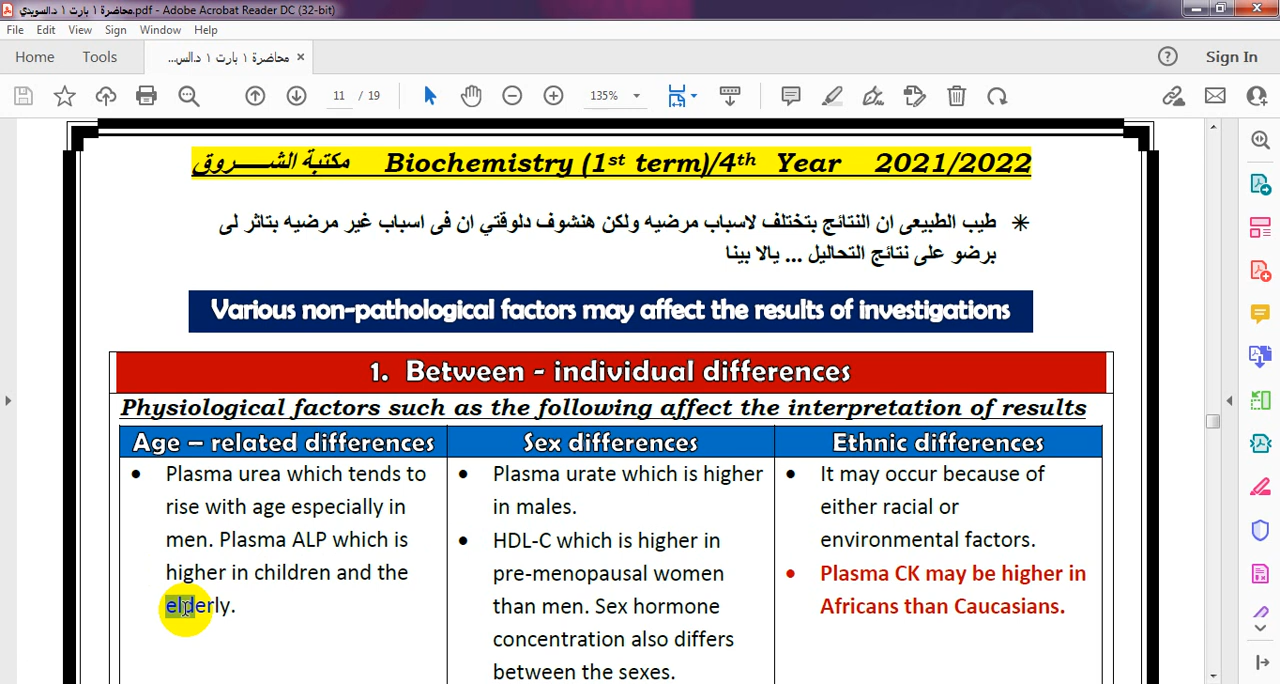 محاضرة ١ بارت ١ د.السويدي.pdf - Adobe Acrobat Reader DC (32-bit)
File Edit View Sign Window Help
Home Tools محاضرة ١ بارت ١ د.الس... × ? Sign In
11 / 19 135%
مكتبة الشـــروق Biochemistry (1st term)/4th Year 2021/2022
✳ طيب الطبيعى ان النتائج بتختلف لاسباب مرضيه ولكن هنشوف دلوقتي ان فى اسباب غير مرضيه بتاثر لى
برضو على نتائج التحاليل ... يالا بينا
Various non-pathological factors may affect the results of investigations
1. Between - individual differences
Physiological factors such as the following affect the interpretation of results
Age – related differences
• Plasma urea which tends to
rise with age especially in
men. Plasma ALP which is
higher in children and the
elderly.
Sex differences
• Plasma urate which is higher
in males.
• HDL-C which is higher in
pre-menopausal women
than men. Sex hormone
concentration also differs
between the sexes.
Ethnic differences
• It may occur because of
either racial or
environmental factors.
• Plasma CK may be higher in
Africans than Caucasians.